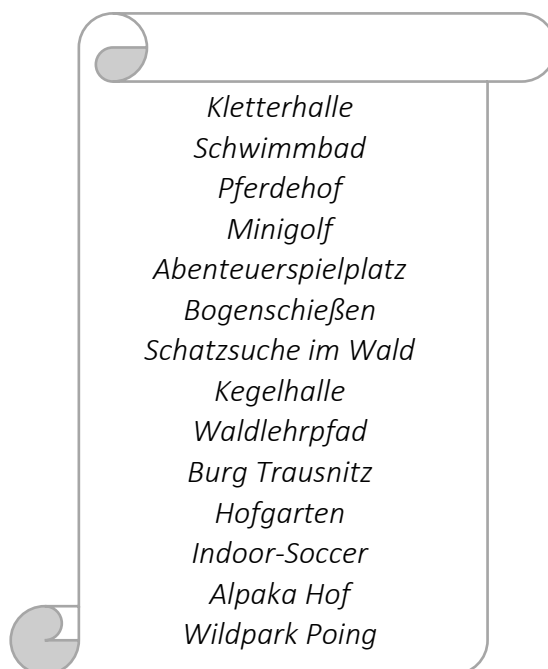 Kletterhalle
Schwimmbad
Pferdehof
Minigolf
Abenteuerspielplatz
Bogenschießen
Schatzsuche im Wald
Kegelhalle
Waldlehrpfad
Burg Trausnitz
Hofgarten
Indoor-Soccer
Alpaka Hof
Wildpark Poing